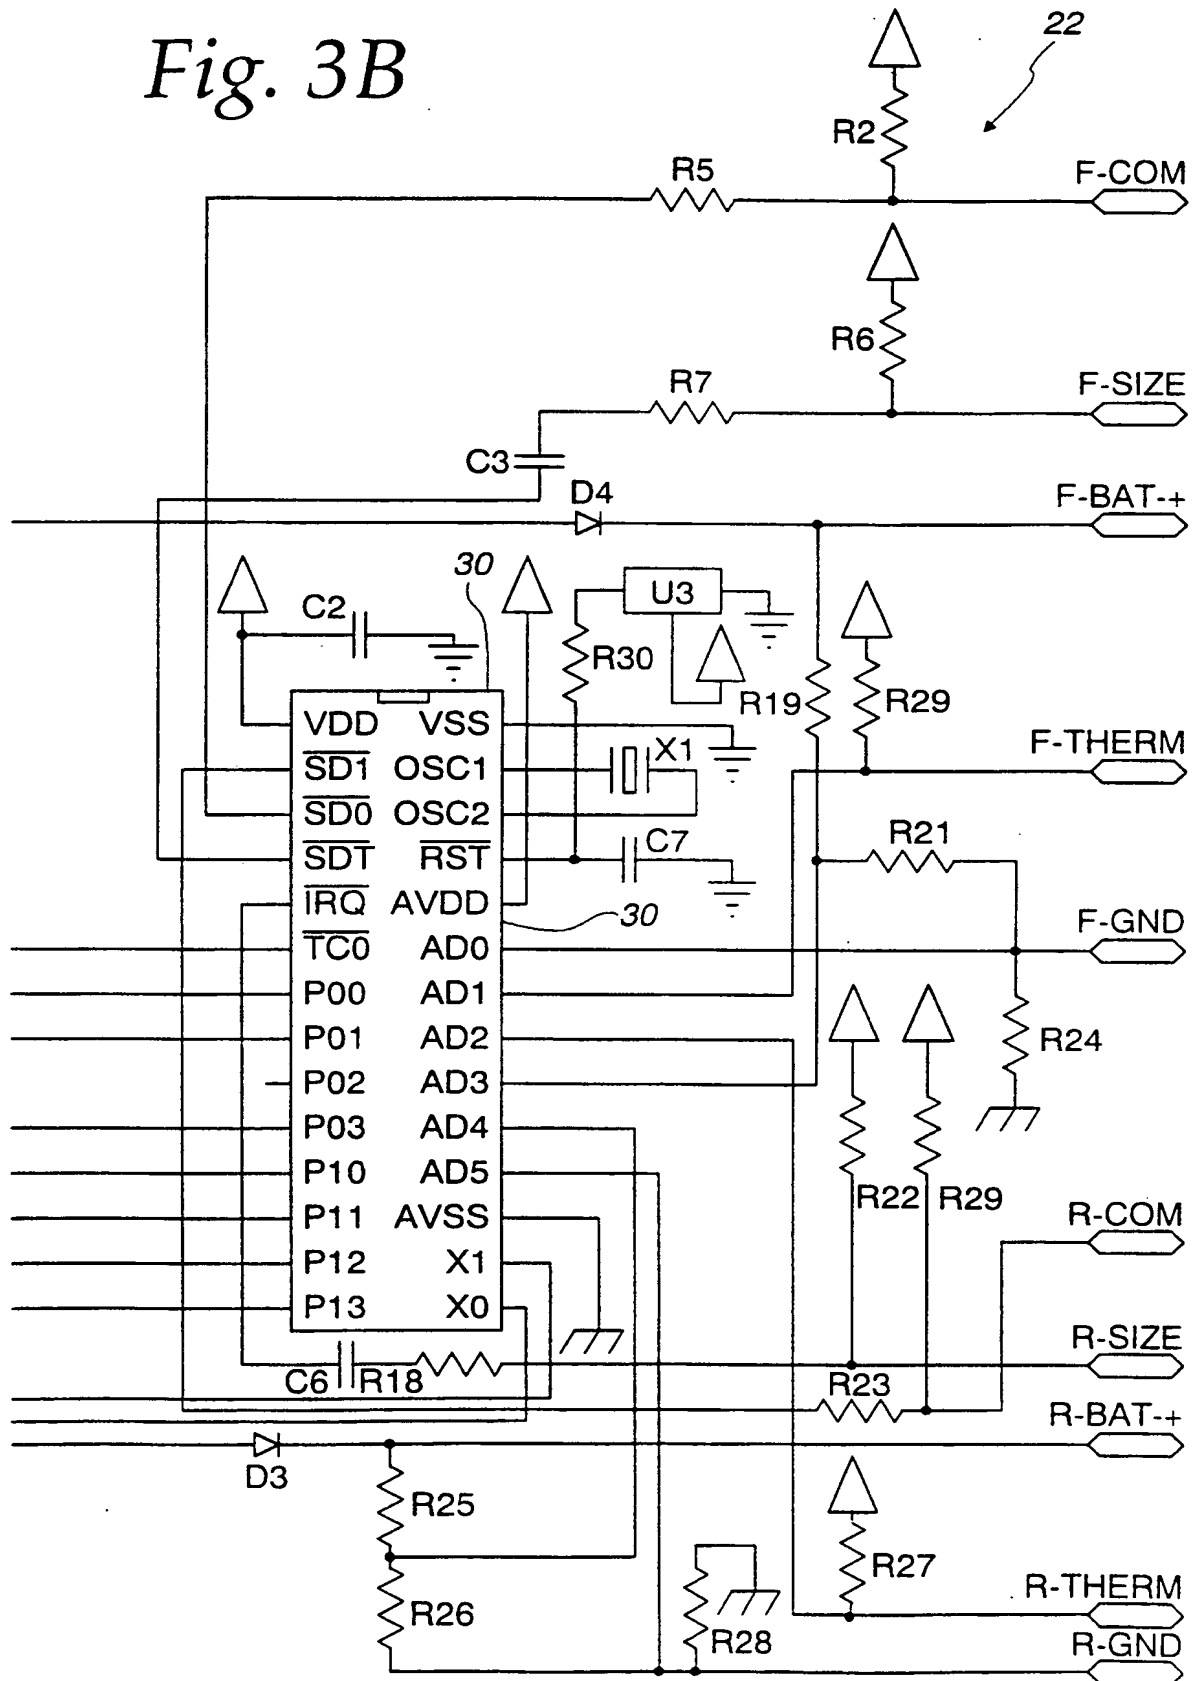 Fig. 3B
22
R2
R5
F-COM
R6
R7
F-SIZE
C3
D4
F-BAT-+
30
U3
C2
R30
R19
R29
VDD VSS
SD1 OSC1
X1
F-THERM
SD0 OSC2
R21
SDT RST
C7
IRQ AVDD
30
F-GND
TC0 AD0
P00 AD1
P01 AD2
R24
P02 AD3
P03 AD4
P10 AD5
R22 R29
R-COM
P11 AVSS
P12 X1
P13 X0
R-SIZE
C6 R18
R23
R-BAT-+
D3
R25
R27
R-THERM
R26
R28
R-GND